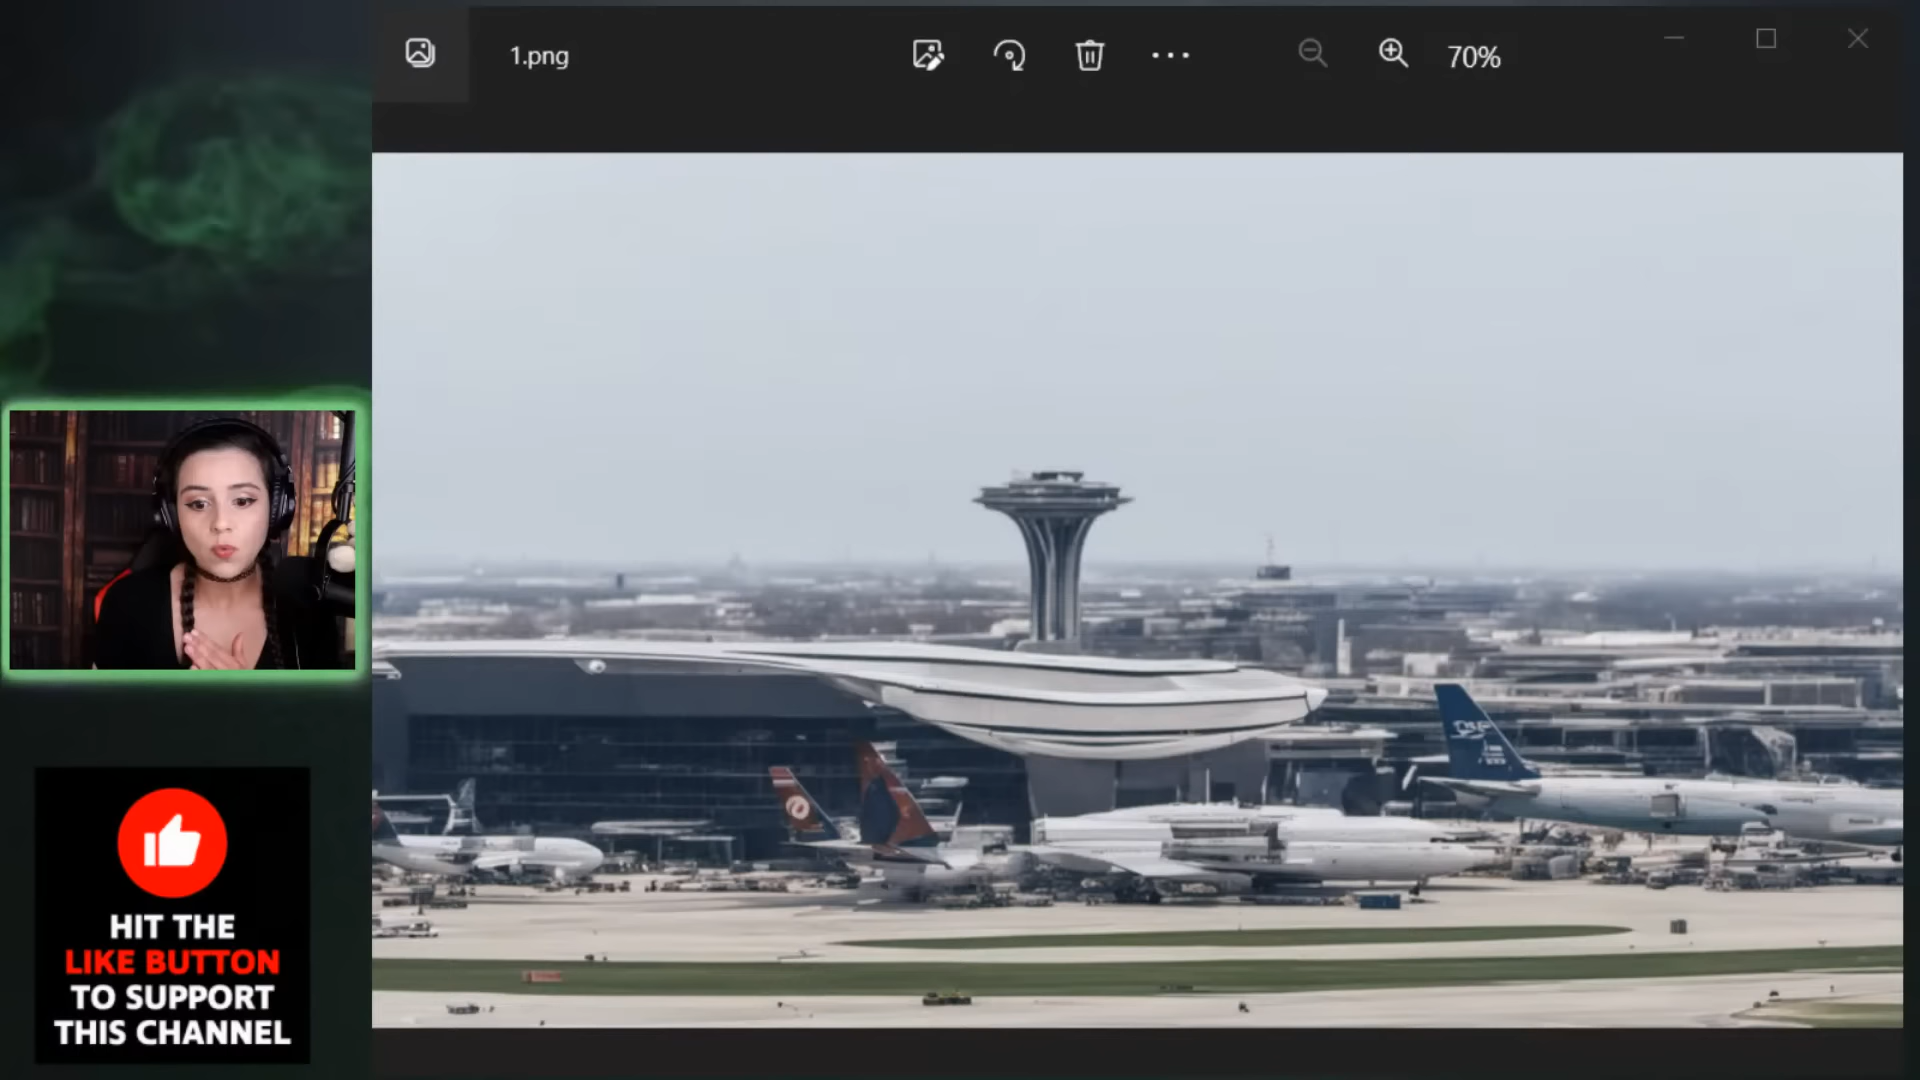 1.png
70%
HIT THE
LIKE BUTTON
TO SUPPORT
THIS CHANNEL